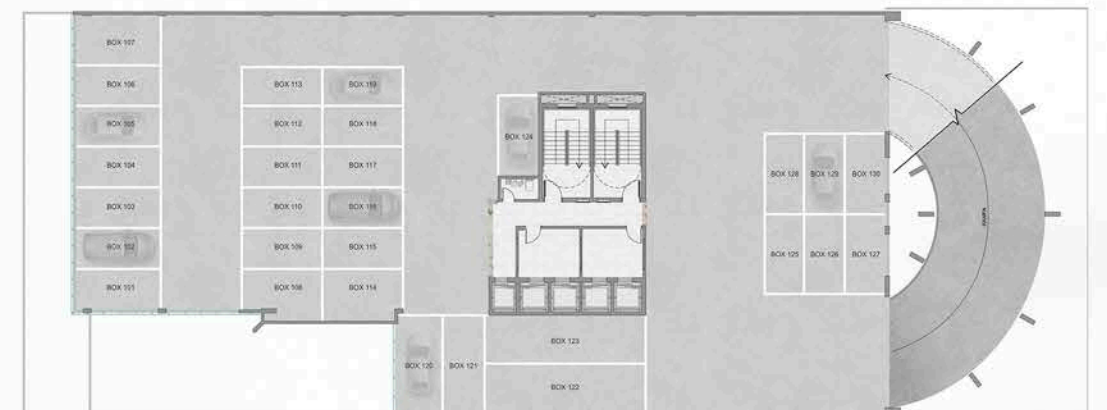 BOX 107
BOX 106
BOX 105
BOX 104
BOX 103
BOX 102
BOX 101
BOX 113
BOX 112
BOX 111
BOX 110
BOX 109
BOX 108
BOX 119
BOX 118
BOX 117
BOX 116
BOX 115
BOX 114
BOX 124
BOX 120
BOX 121
BOX 123
BOX 122
BOX 128
BOX 129
BOX 130
BOX 125
BOX 126
BOX 127